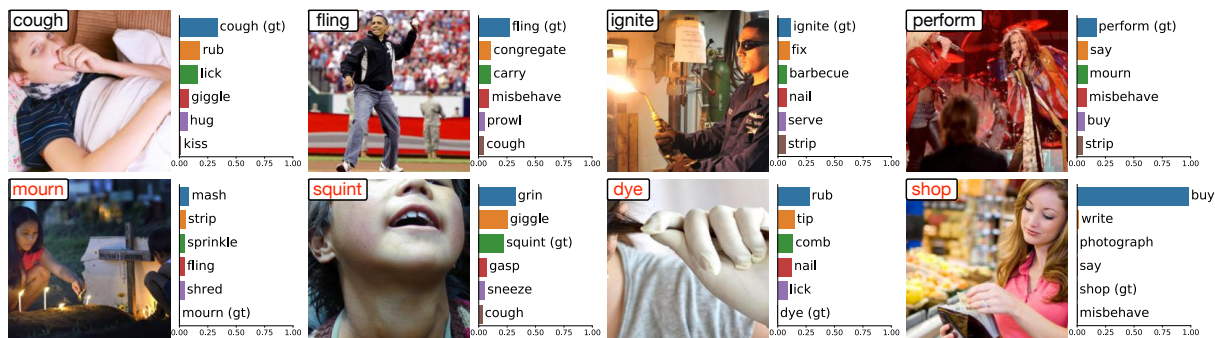 cough
cough (gt)
rub
lick
giggle
hug
kiss
0.00 0.25 0.50 0.75 1.00
fling
fling (gt)
congregate
carry
misbehave
prowl
cough
0.00 0.25 0.50 0.75 1.00
ignite
ignite (gt)
fix
barbecue
nail
serve
strip
0.00 0.25 0.50 0.75 1.00
perform
perform (gt)
say
mourn
misbehave
buy
strip
0.00 0.25 0.50 0.75 1.00
mourn
mash
strip
sprinkle
fling
shred
mourn (gt)
0.00 0.25 0.50 0.75 1.00
squint
grin
giggle
squint (gt)
gasp
sneeze
cough
0.00 0.25 0.50 0.75 1.00
dye
rub
tip
comb
nail
lick
dye (gt)
0.00 0.25 0.50 0.75 1.00
shop
buy
write
photograph
say
shop (gt)
misbehave
0.00 0.25 0.50 0.75 1.00